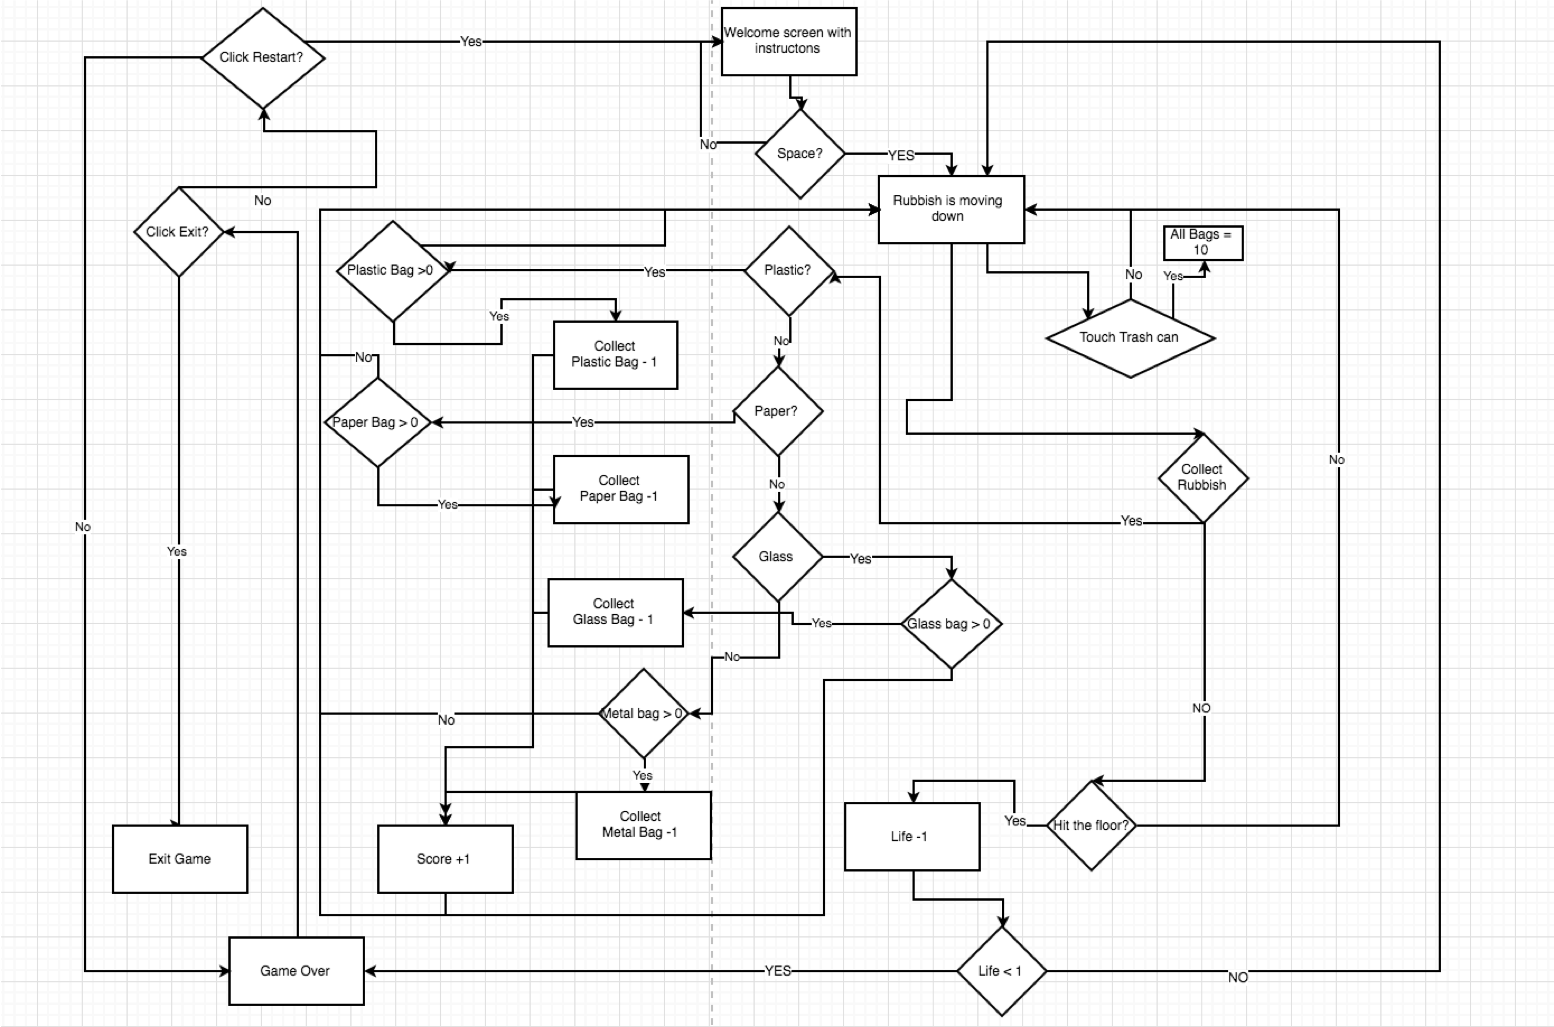 Click Restart?
Yes
Welcome screen with
instructons
No
Space?
YES
Rubbish is moving
down
No
Click Exit?
All Bags =
10
Plastic Bag >0
Yes
Plastic?
No
Yes
Touch Trash can
Yes
No
Collect
Plastic Bag - 1
No
Paper Bag > 0
Yes
Paper?
No
Collect
Rubbish
No
Collect
Paper Bag -1
Yes
Yes
No
Yes
Glass
Yes
Collect
Glass Bag - 1
Yes
Glass bag > 0
No
Metal bag > 0
No
NO
Yes
Collect
Metal Bag -1
Yes
Hit the floor?
Life -1
Exit Game
Score +1
Game Over
YES
Life < 1
NO